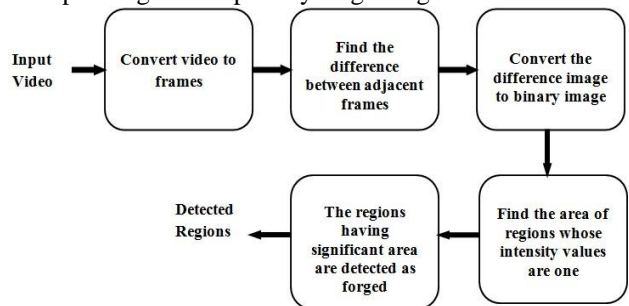 Input
Video
Convert video to
frames
Find the
difference
between adjacent
frames
Convert the
difference image
to binary image
Find the area of
regions whose
intensity values
are one
The regions
having
significant area
are detected as
forged
Detected
Regions